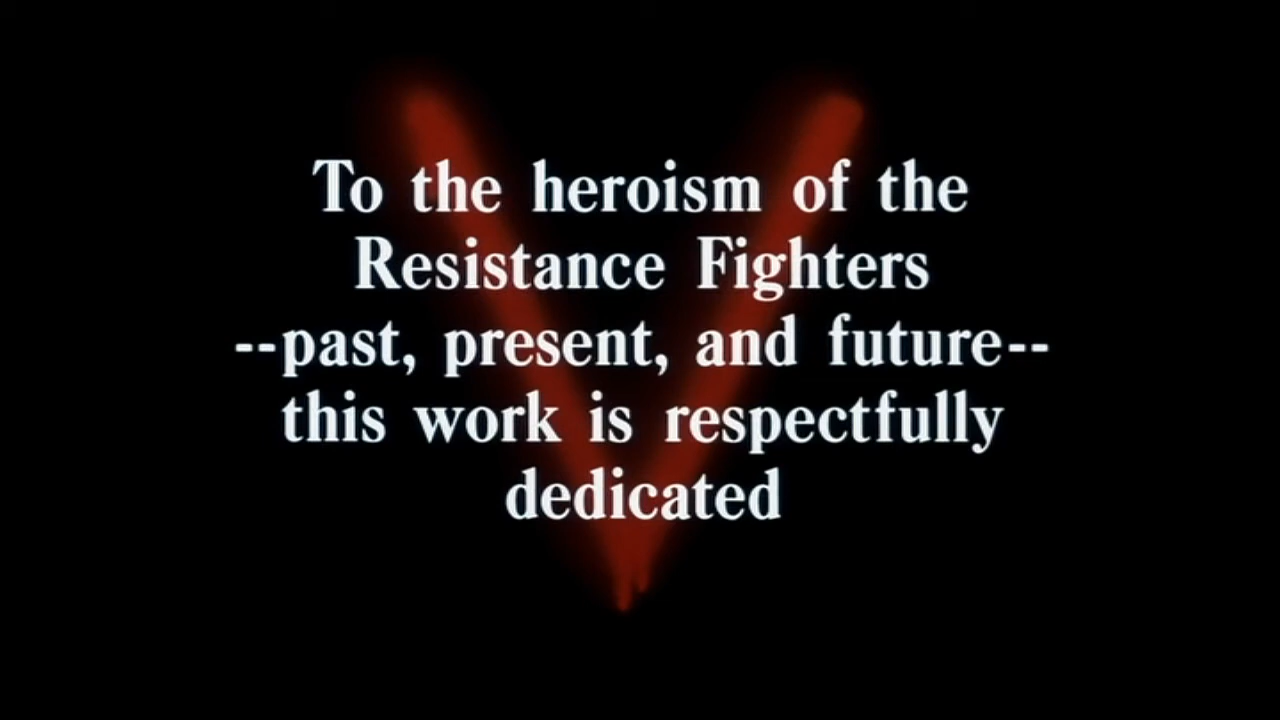 To the heroism of the
Resistance Fighters
--past, present, and future--
this work is respectfully
dedicated